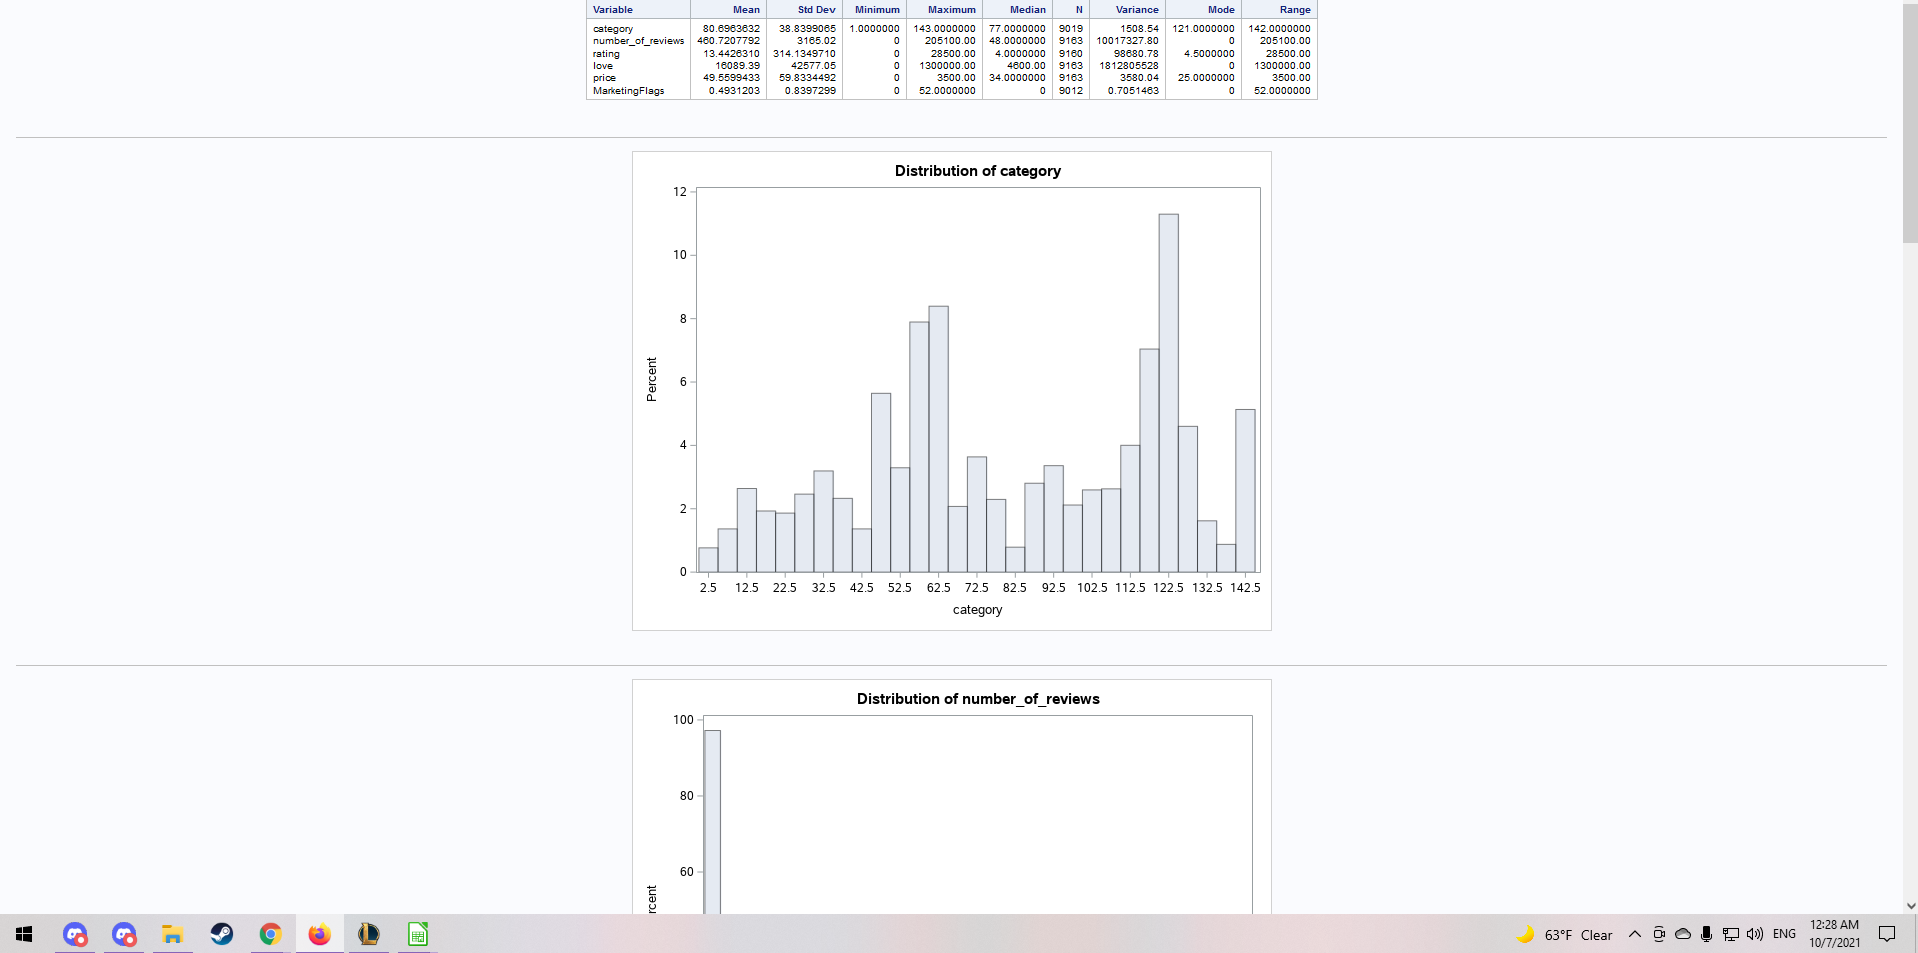 Variable Mean Std Dev Minimum Maximum Median N Variance Mode Range
category 80.6963632 38.8399065 1.0000000 143.0000000 77.0000000 9019 1508.54 121.0000000 142.0000000
number_of_reviews 460.7207792 3165.02 0 205100.00 48.0000000 9163 10017327.80 0 205100.00
rating 13.4426310 314.1349710 0 28500.00 4.0000000 9160 98680.78 4.5000000 28500.00
love 16089.39 42577.05 0 1300000.00 4600.00 9163 1812805528 0 1300000.00
price 49.5599433 59.8334492 0 3500.00 34.0000000 9163 3580.04 25.0000000 3500.00
MarketingFlags 0.4931203 0.8397299 0 52.0000000 0 9012 0.7051463 0 52.0000000
Distribution of category
12
10
8
6
4
2
0
Percent
2.5 12.5 22.5 32.5 42.5 52.5 62.5 72.5 82.5 92.5 102.5 112.5 122.5 132.5 142.5
category
Distribution of number_of_reviews
100
80
60
rcent
63°F Clear
ENG
12:28 AM
10/7/2021